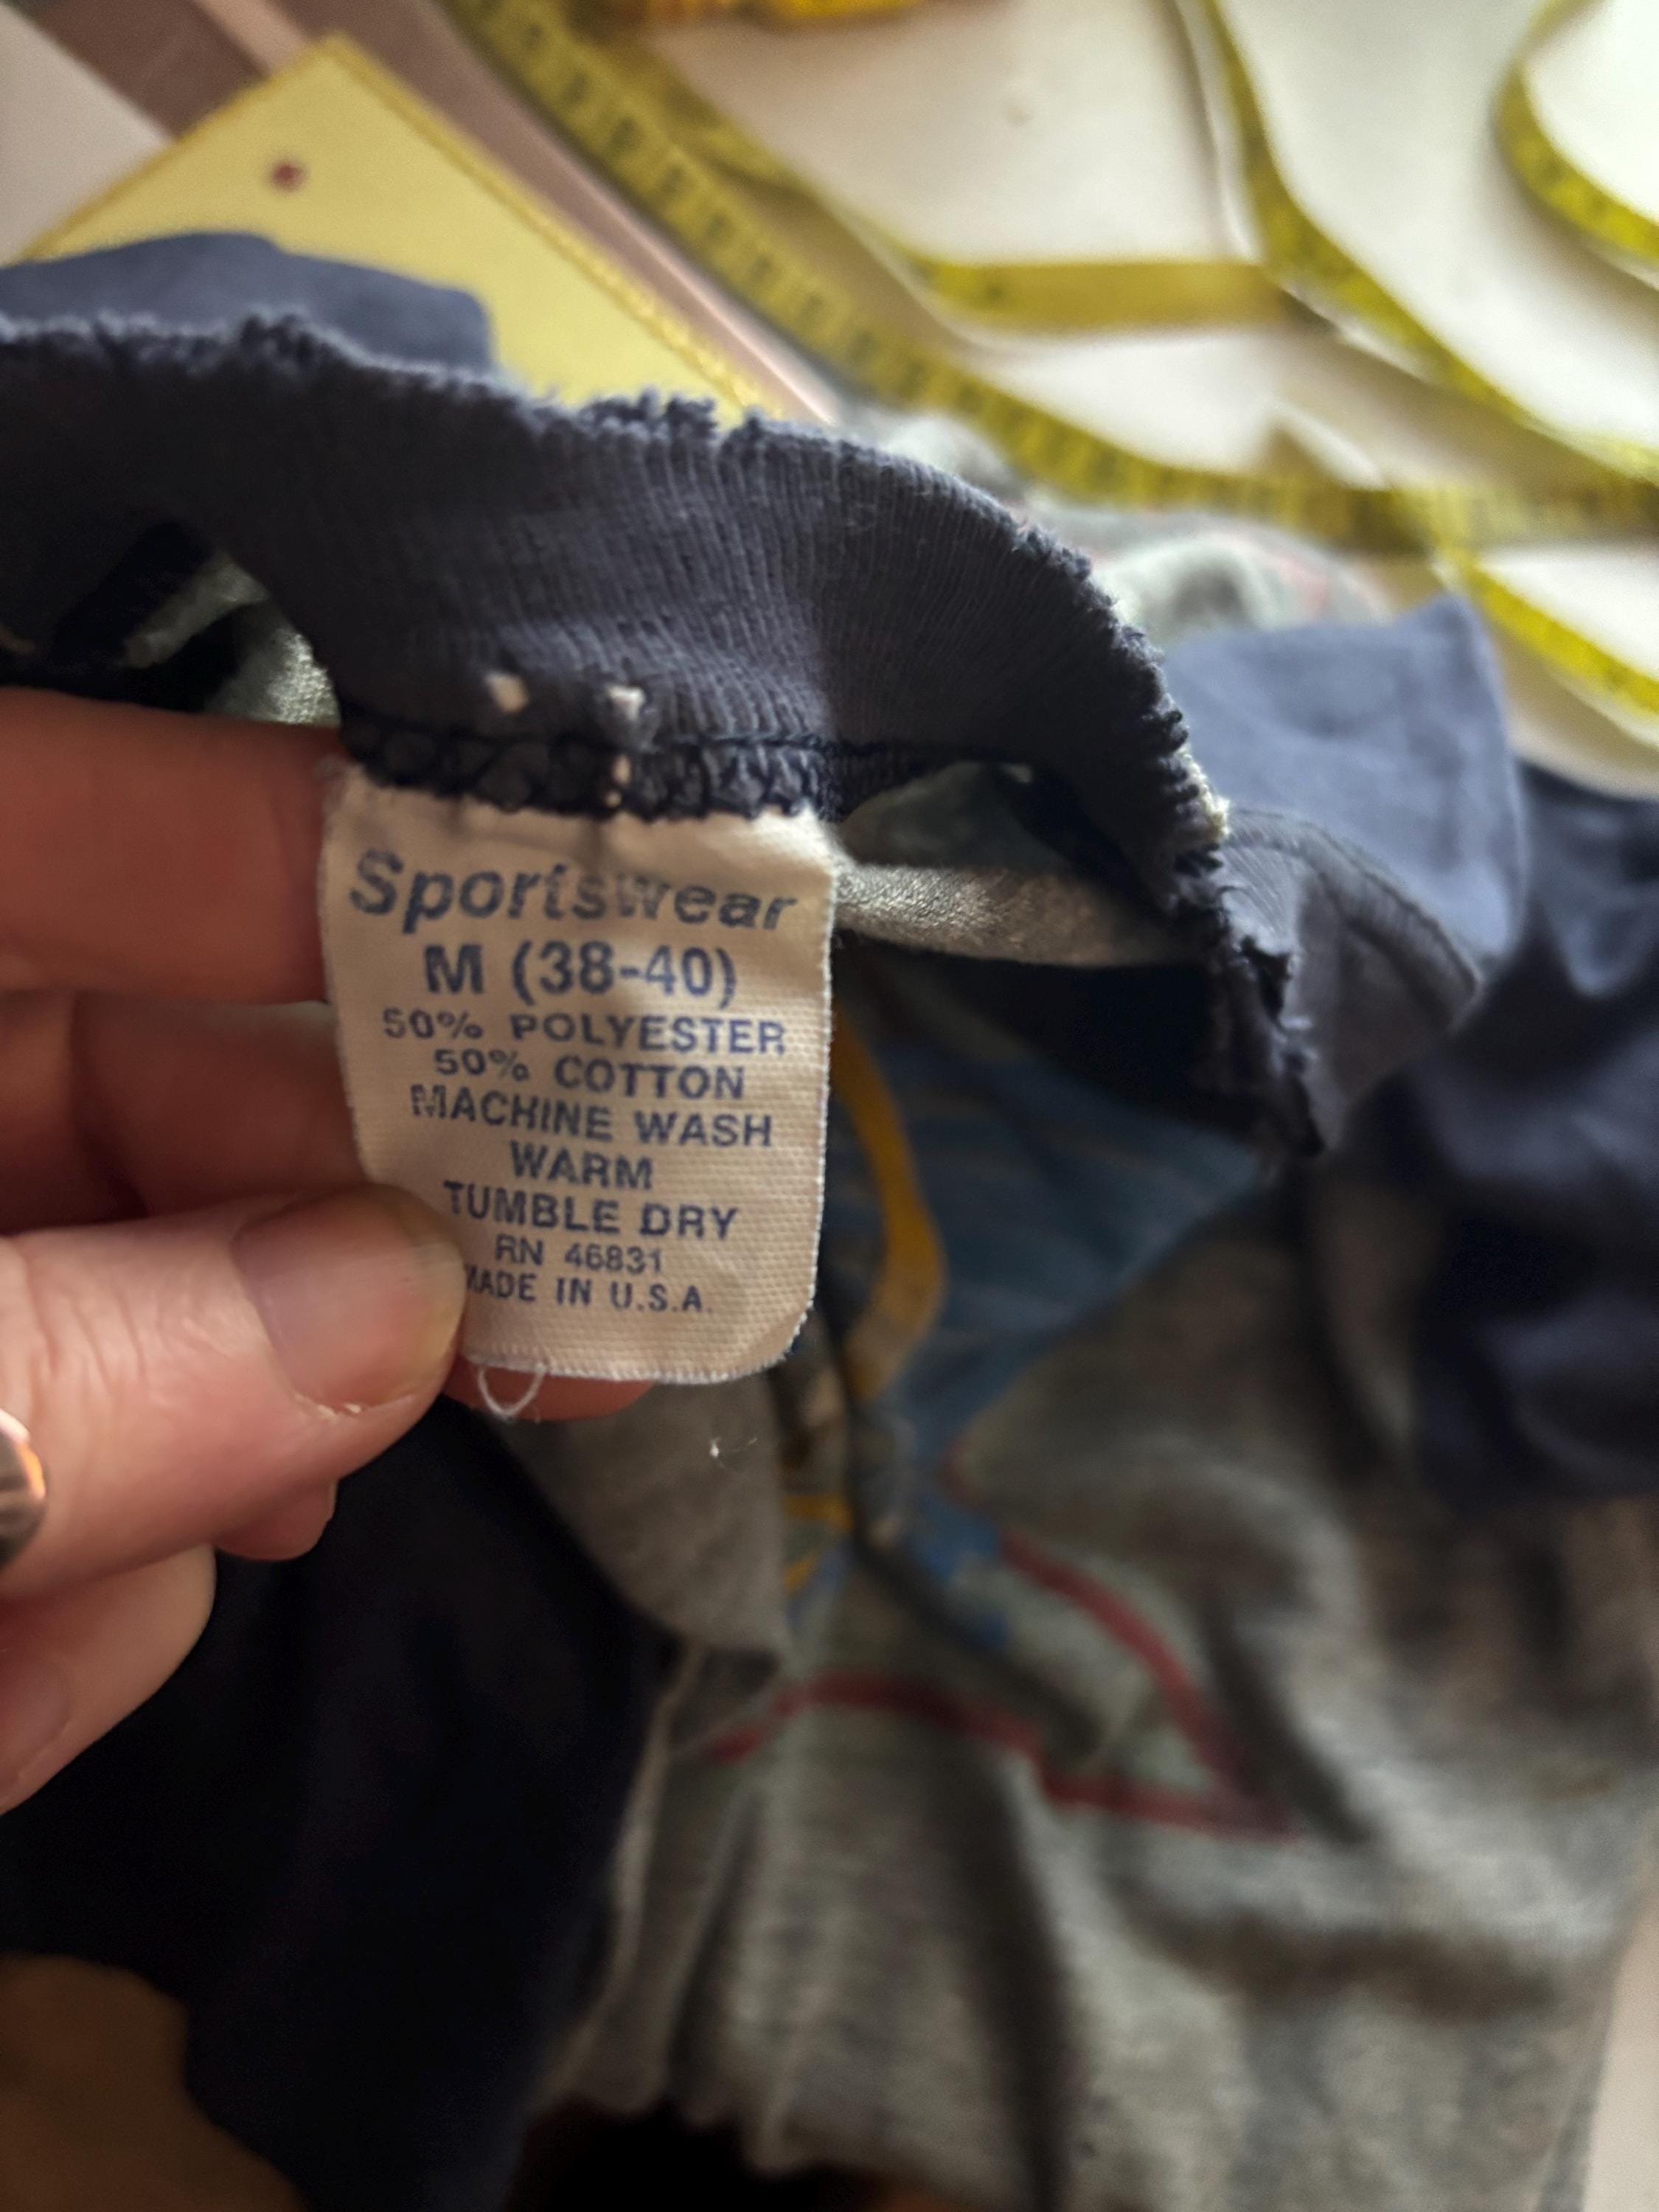 Sportswear
M (38-40)
50% POLYESTER
50% COTTON
MACHINE WASH
WARM
TUMBLE DRY
RN 46831
MADE IN U.S.A.